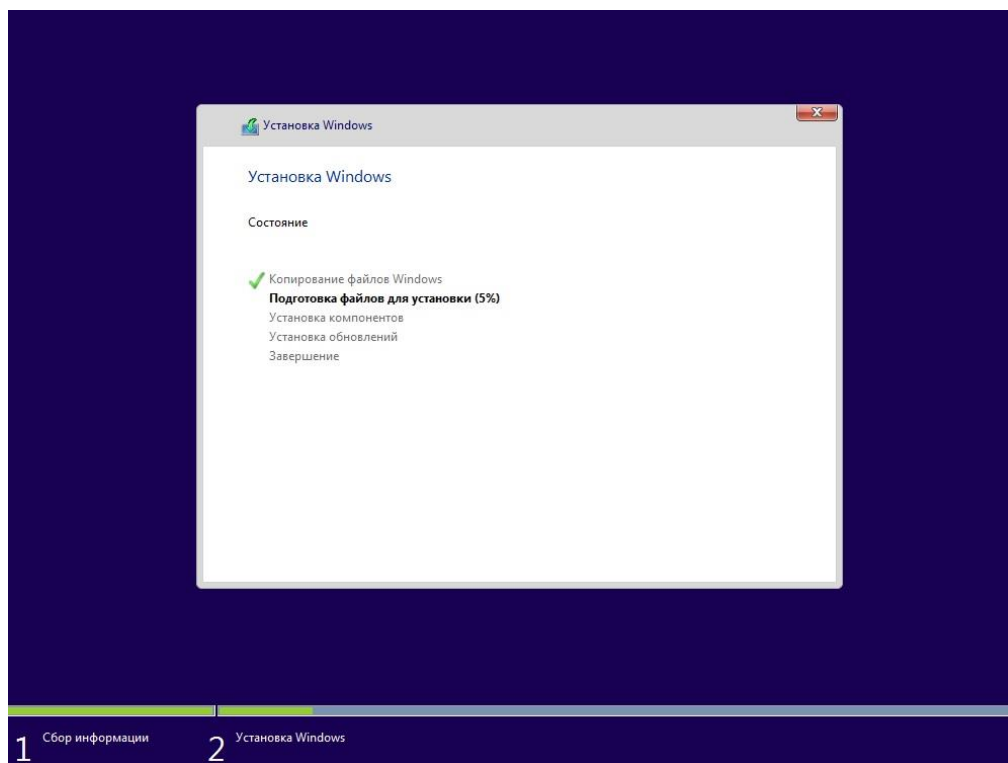 Установка Windows
Установка Windows
Состояние
Копирование файлов Windows
Подготовка файлов для установки (5%)
Установка компонентов
Установка обновлений
Завершение
1 Сбор информации
2 Установка Windows